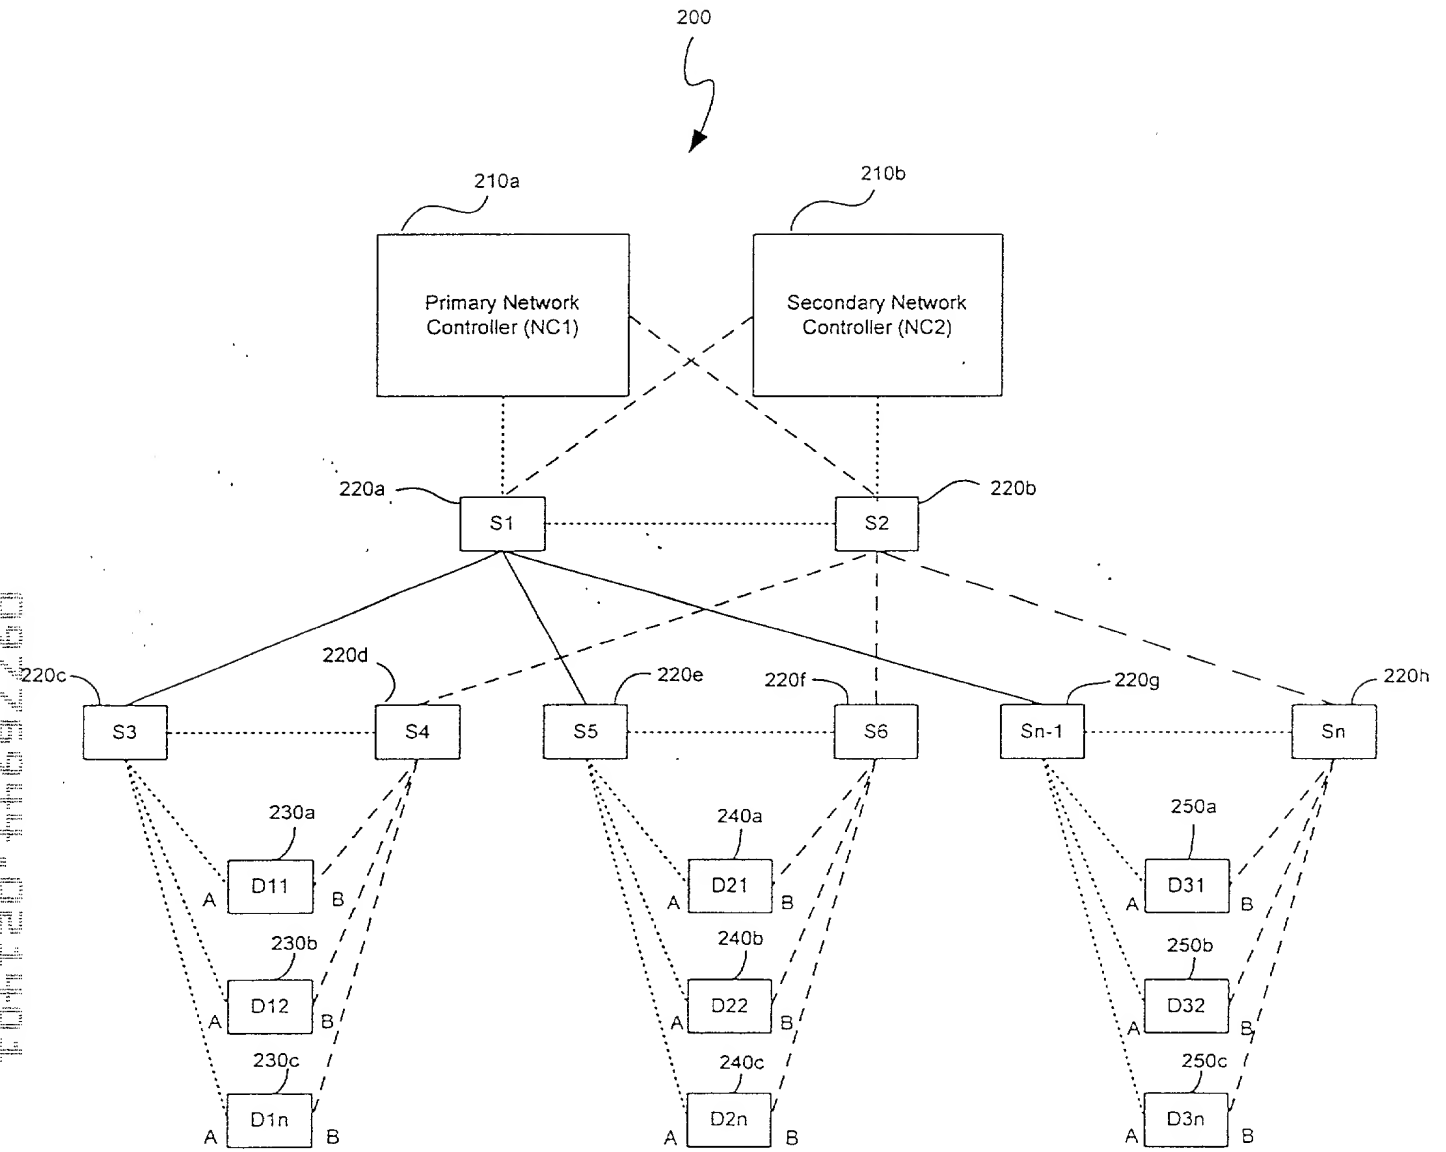 200
210a
210b
Primary Network
Controller (NC1)
Secondary Network
Controller (NC2)
220a
S1
S2
220b
220c
220d
220e
220f
220g
220h
S3
S4
S5
S6
Sn-1
Sn
230a
240a
250a
A
D11
B
A
D21
B
A
D31
B
230b
240b
250b
A
D12
B
A
D22
B
A
D32
B
230c
240c
250c
A
D1n
B
A
D2n
B
A
D3n
B